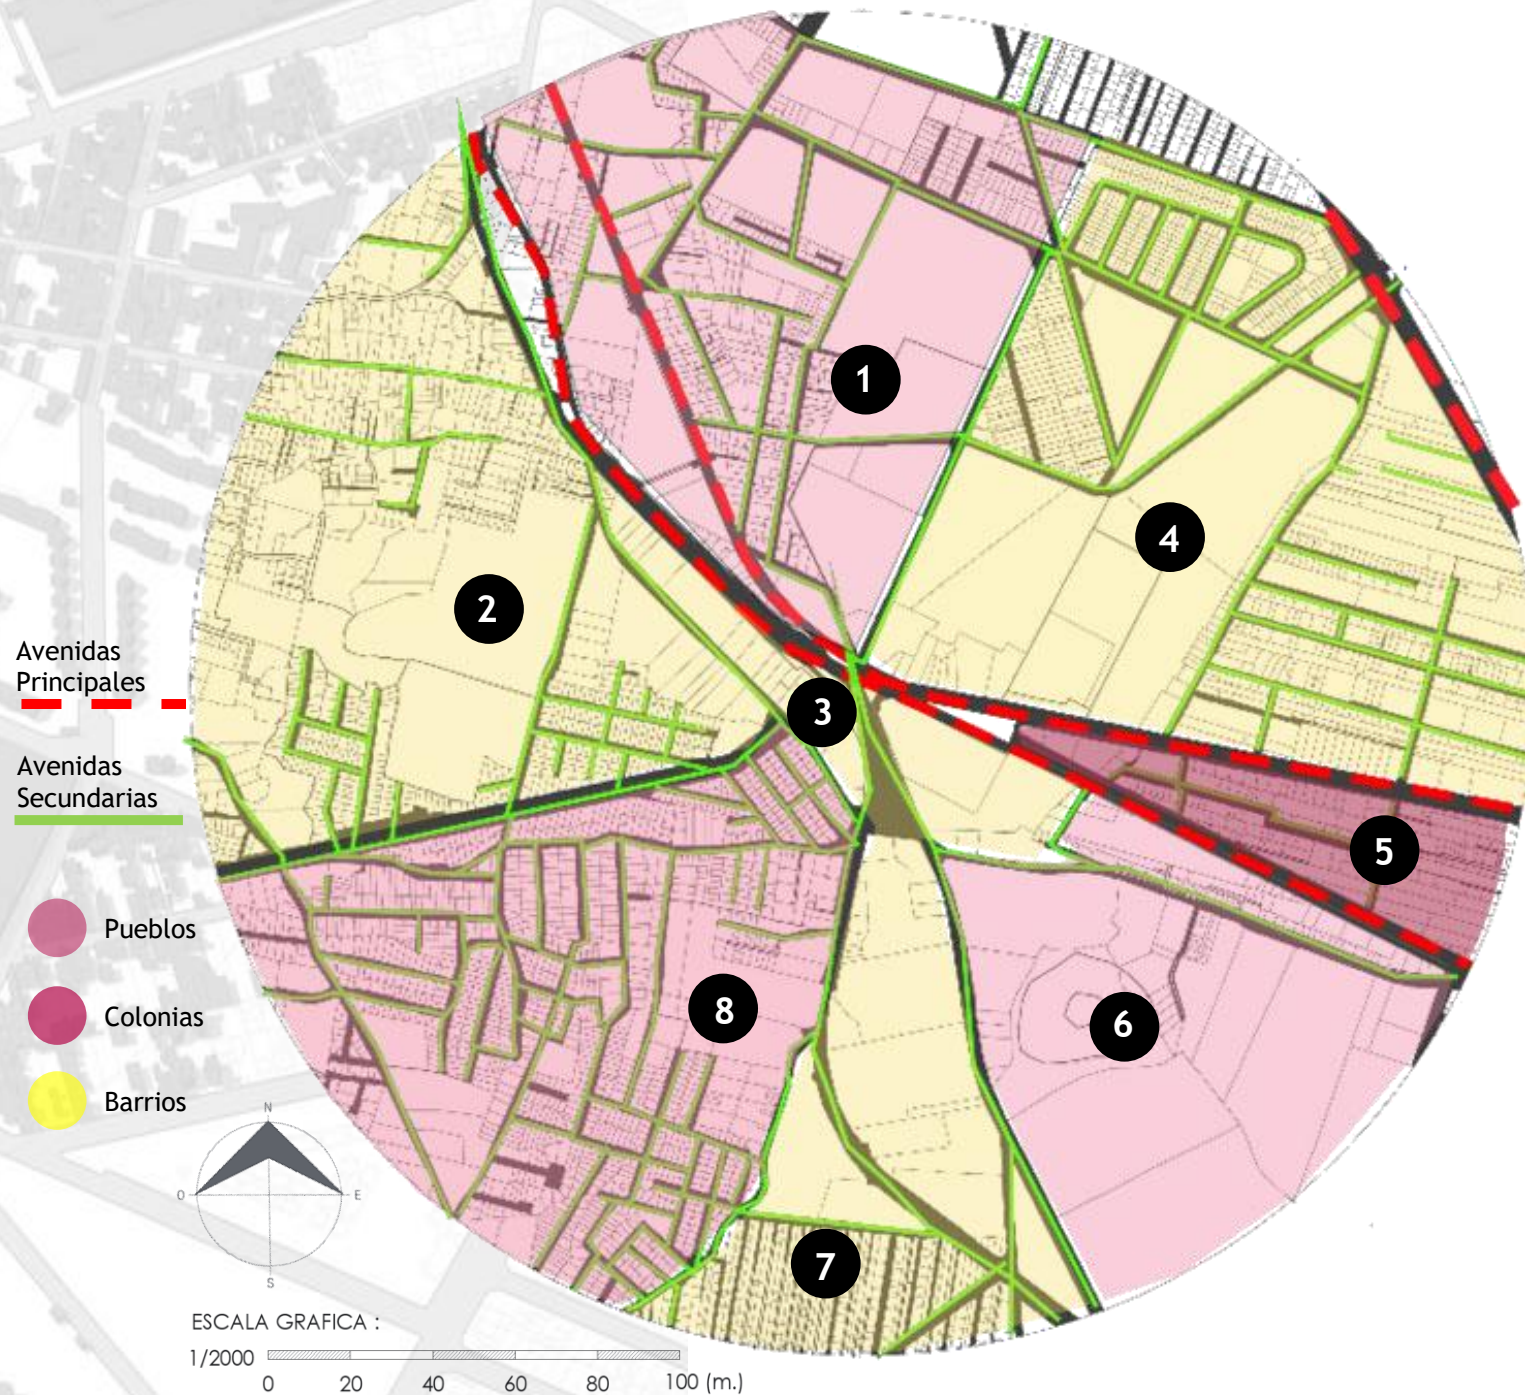 1
4
2
Avenidas
Principales
3
Avenidas
Secundarias
5
Pueblos
8
6
Colonias
Barrios
N
O
E
S
7
ESCALA GRAFICA :
1/2000
0 20 40 60 80 100 (m.)